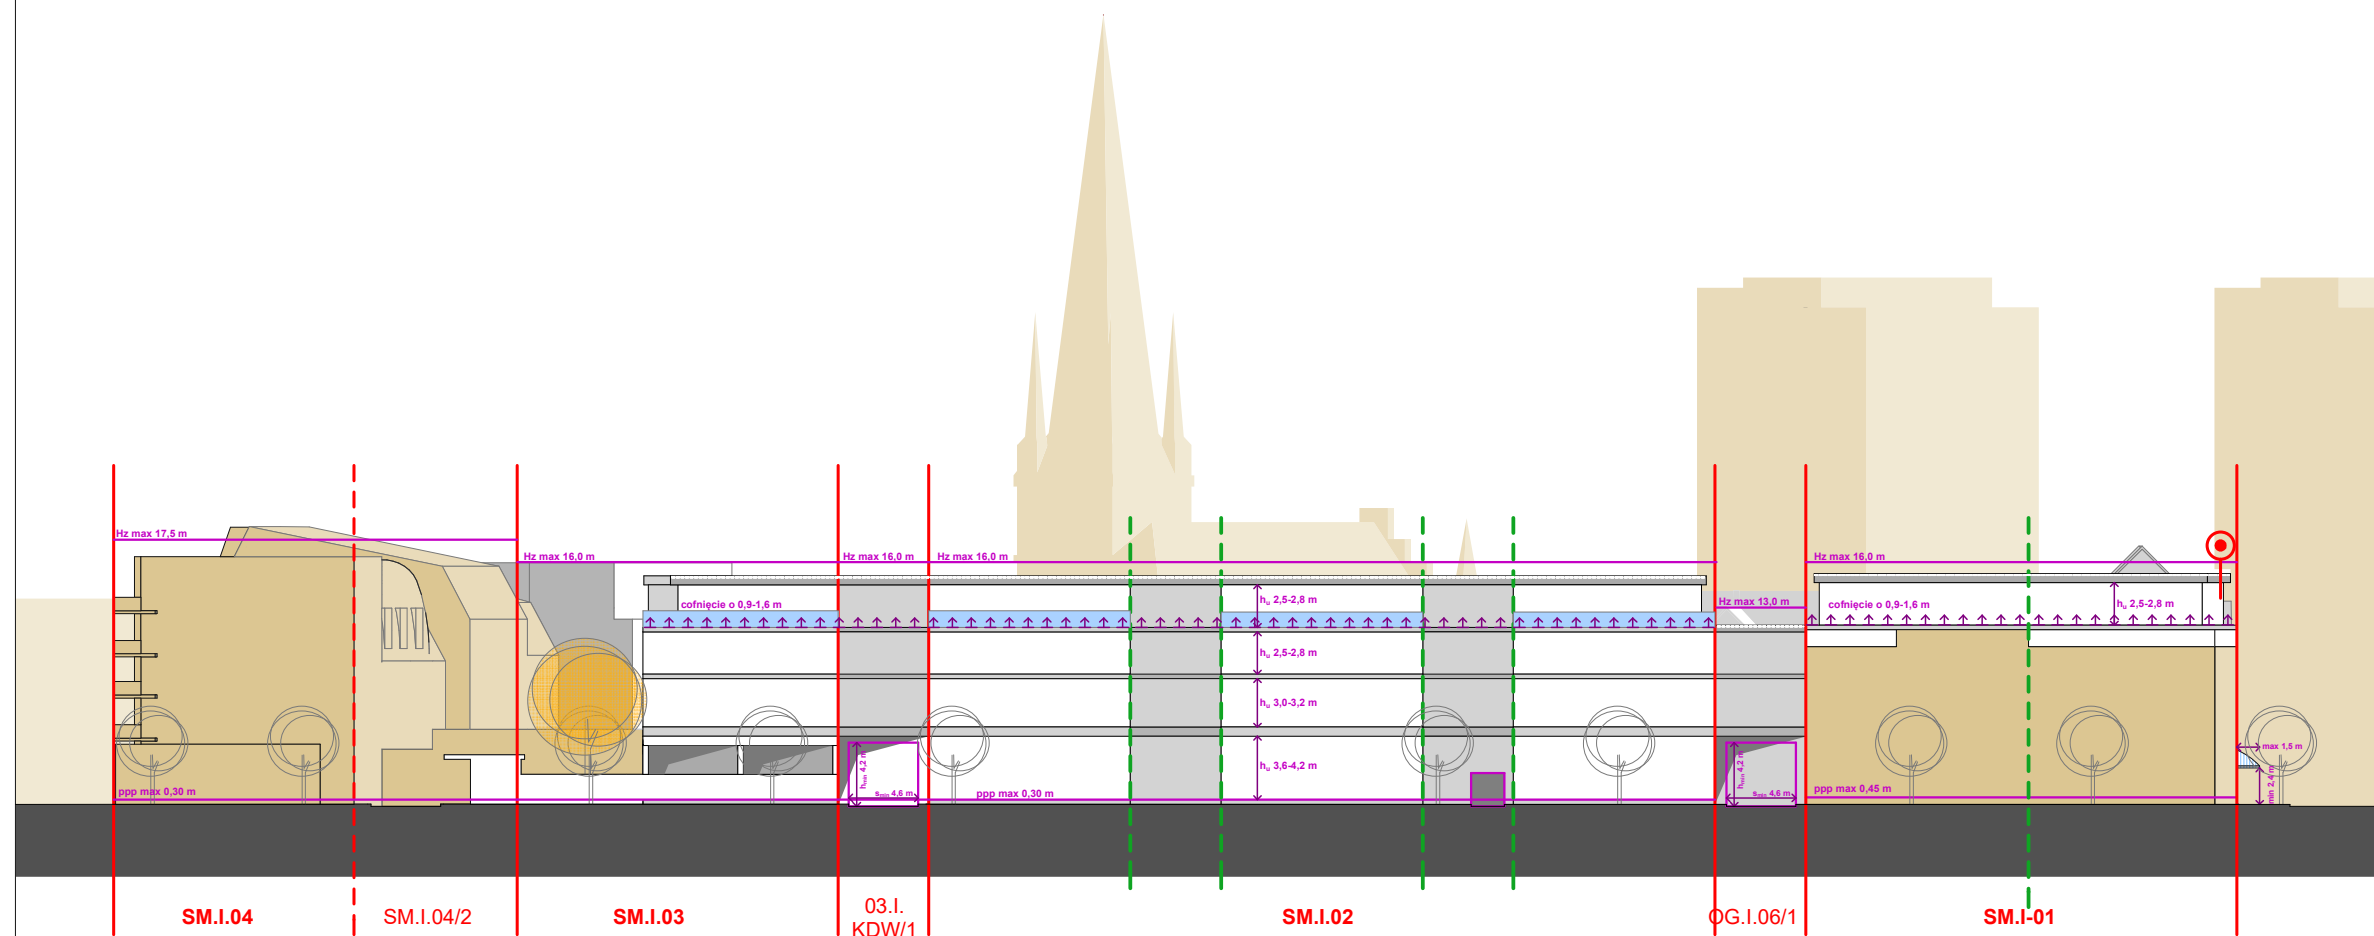 Hz max 17,5 m
Hz max 16,0 m
Hz max 16,0 m
Hz max 16,0 m
Hz max 16,0 m
cofnięcie o 0,9-1,6 m
hu 2,5-2,8 m
Hz max 13,0 m
cofnięcie o 0,9-1,6 m
hu 2,5-2,8 m
hu 2,5-2,8 m
hu 3,0-3,2 m
hu 3,6-4,2 m
hmin 4,2 m
smin 4,6 m
hmin 4,2 m
smin 4,6 m
max 1,5 m
min 2,4 m
ppp max 0,30 m
ppp max 0,30 m
ppp max 0,45 m
SM.I.04
SM.I.04/2
SM.I.03
03.I.
KDW/1
SM.I.02
OG.I.06/1
SM.I-01